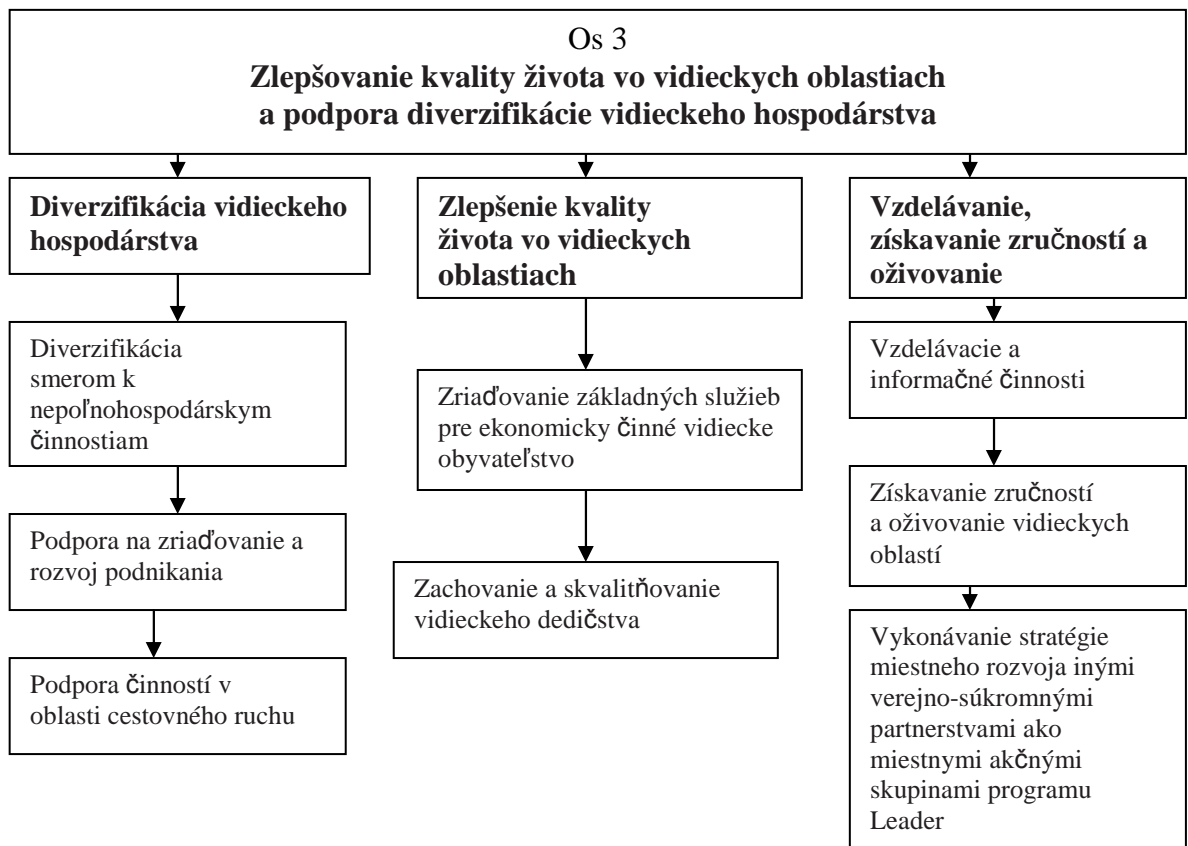 Os 3
Zlepšovanie kvality života vo vidieckych oblastiach
a podpora diverzifikácie vidieckeho hospodárstva
Diverzifikácia vidieckeho
hospodárstva
Diverzifikácia
smerom k
nepoľnohospodárskym
činnostiam
Podpora na zriaďovanie a
rozvoj podnikania
Podpora činností v
oblasti cestovného ruchu
Zlepšenie kvality
života vo vidieckych
oblastiach
Zriaďovanie základných služieb
pre ekonomicky činné vidiecke
obyvateľstvo
Zachovanie a skvalitňovanie
vidieckeho dedičstva
Vzdelávanie,
získavanie zručností a
oživovanie
Vzdelávacie a
informačné činnosti
Získavanie zručností
a oživovanie vidieckych
oblastí
Vykonávanie stratégie
miestneho rozvoja inými
verejno-súkromnými
partnerstvami ako
miestnymi akčnými
skupinami programu
Leader